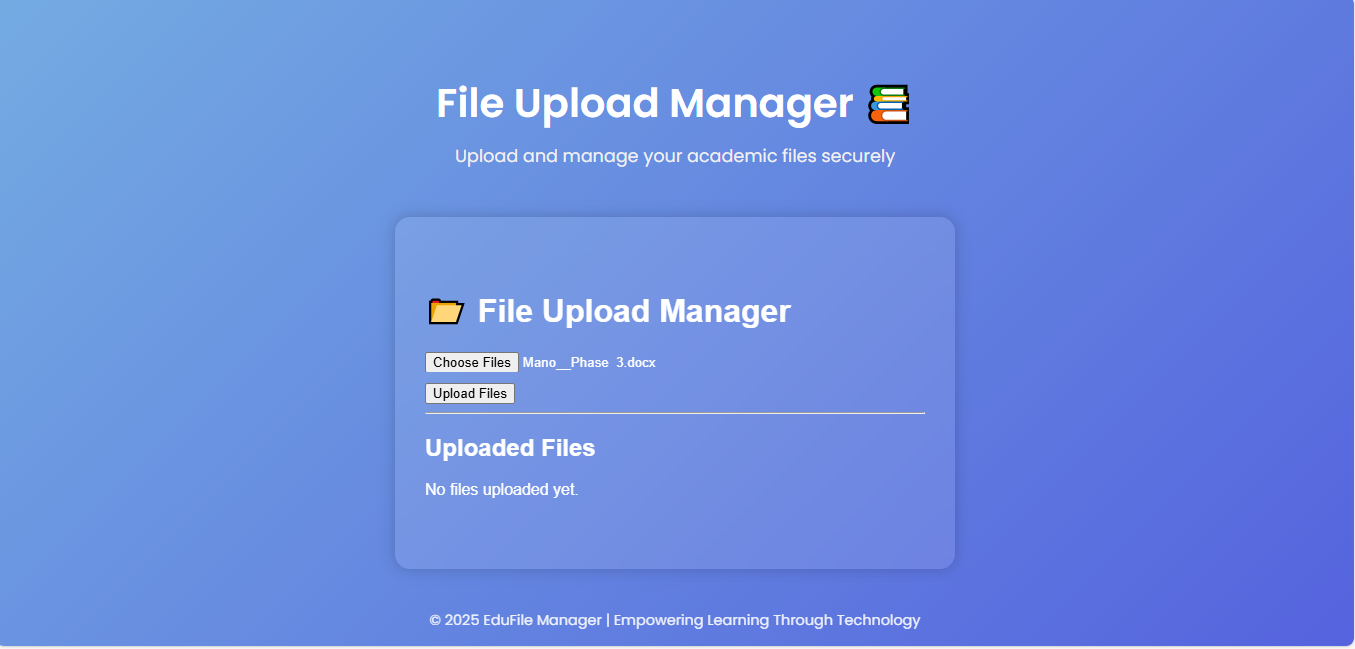 File Upload Manager 📚
Upload and manage your academic files securely
📂 File Upload Manager
Choose Files Mano__Phase  3.docx
Upload Files
Uploaded Files
No files uploaded yet.
© 2025 EduFile Manager | Empowering Learning Through Technology